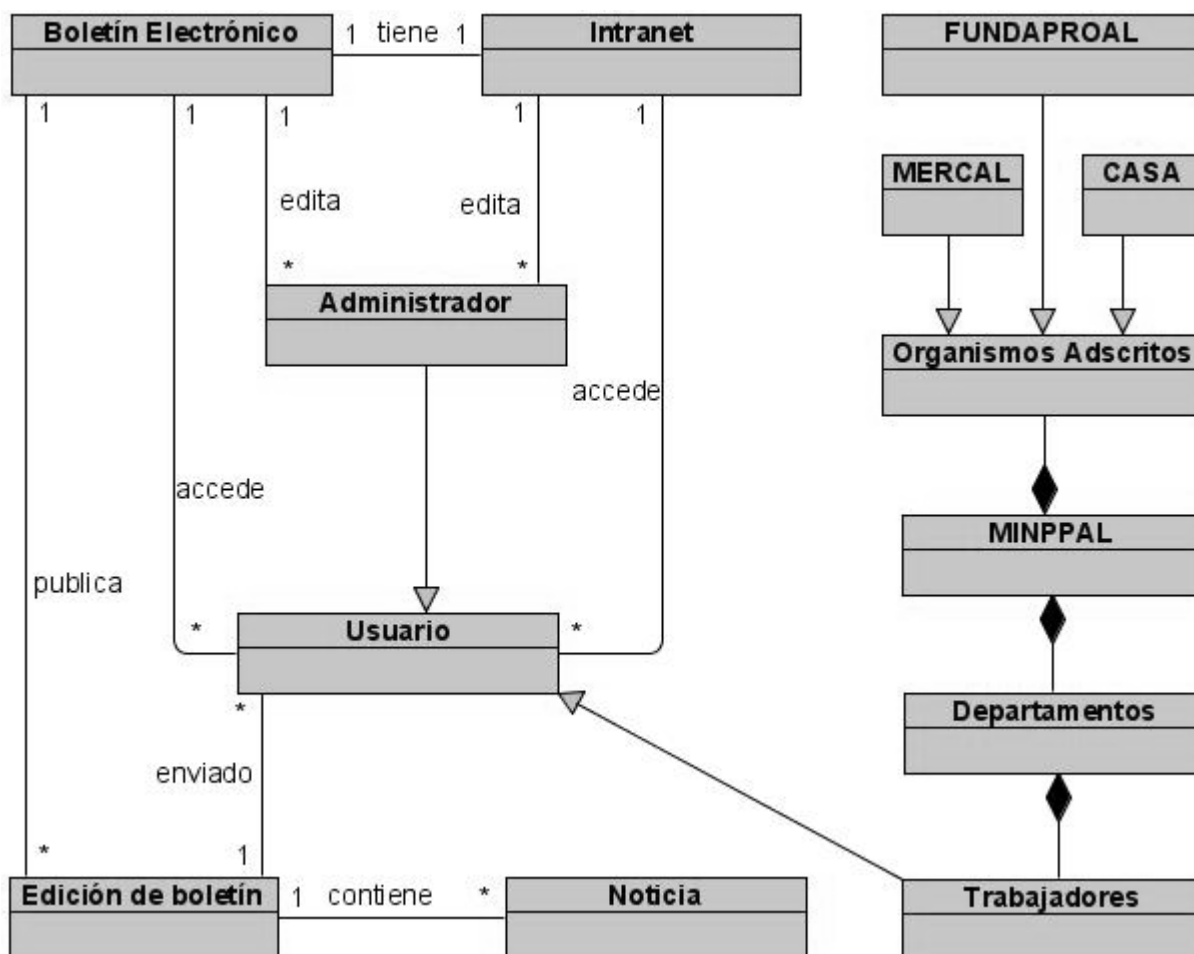 Boletín Electrónico
1 tiene 1
Intranet
FUNDAPROAL
1
1
1
1
1
MERCAL
CASA
edita
edita
*
*
Administrador
Organismos Adscritos
accede
accede
MINPPAL
publica
*
Usuario
*
*
Departamentos
enviado
*
1
Edición de boletín
1 contiene *
Noticia
Trabajadores